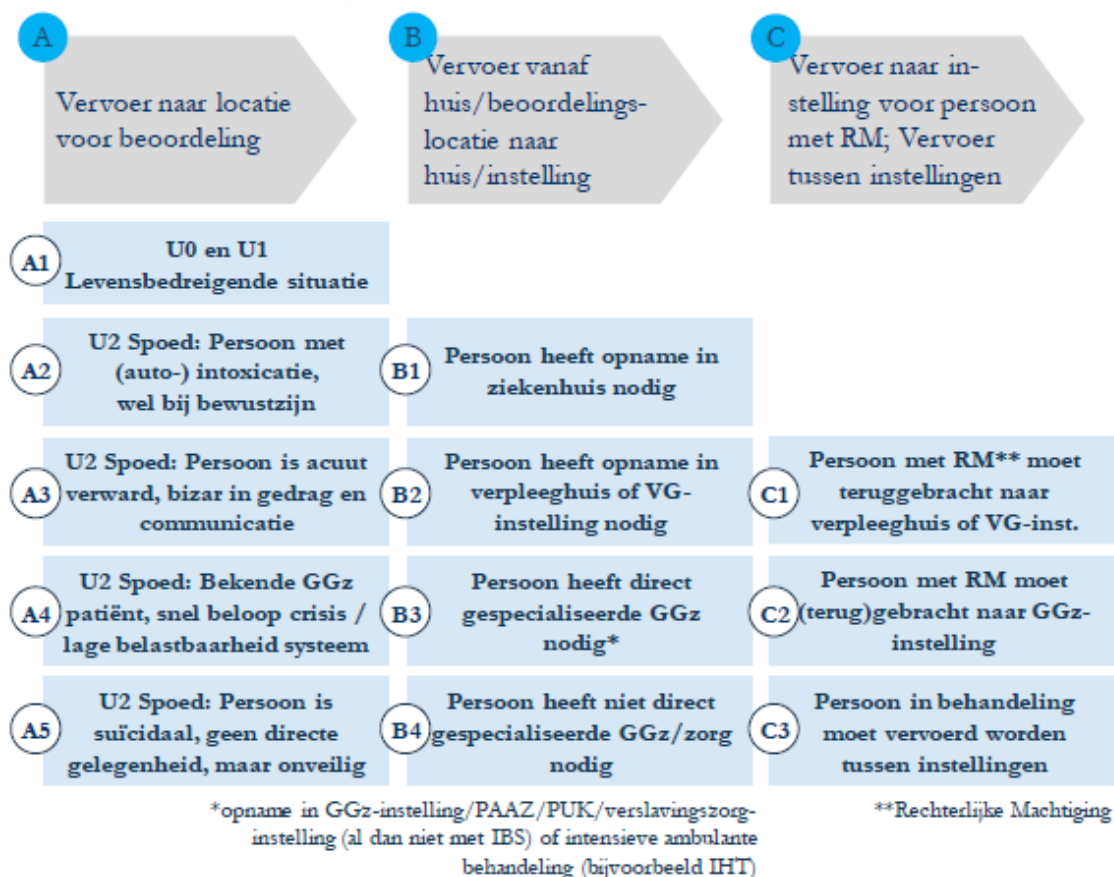 A
Vervoer naar locatie
voor beoordeling
B
Vervoer vanaf
huis/beoordelings-
locatie naar
huis/instelling
C
Vervoer naar in-
stelling voor persoon
met RM; Vervoer
tussen instellingen
A1
U0 en U1
Levensbedreigende situatie
A2
U2 Spoed: Persoon met
(auto-) intoxicatie,
wel bij bewustzijn
B1
Persoon heeft opname in
ziekenhuis nodig
A3
U2 Spoed: Persoon is acuut
verward, bizar in gedrag en
communicatie
B2
Persoon heeft opname in
verpleeghuis of VG-
instelling nodig
C1
Persoon met RM** moet
teruggebracht naar
verpleeghuis of VG-inst.
A4
U2 Spoed: Bekende GGz
patiënt, snel beloop crisis /
lage belastbaarheid systeem
B3
Persoon heeft direct
gespecialiseerde GGz
nodig*
C2
Persoon met RM moet
(terug)gebracht naar GGz-
instelling
A5
U2 Spoed: Persoon is
suïcidaal, geen directe
gelegenheid, maar onveilig
B4
Persoon heeft niet direct
gespecialiseerde GGz/zorg
nodig
C3
Persoon in behandeling
moet vervoerd worden
tussen instellingen
*opname in GGz-instelling/PAAZ/PUK/verslavingszorg-
instelling (al dan niet met IBS) of intensieve ambulante
behandeling (bijvoorbeeld IHT)
**Rechterlijke Machtiging